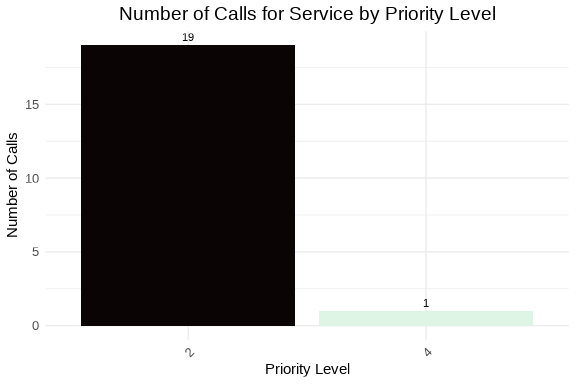 Number of Calls for Service by Priority Level
19
15
10
5
0
1
2
4
Number of Calls
Priority Level